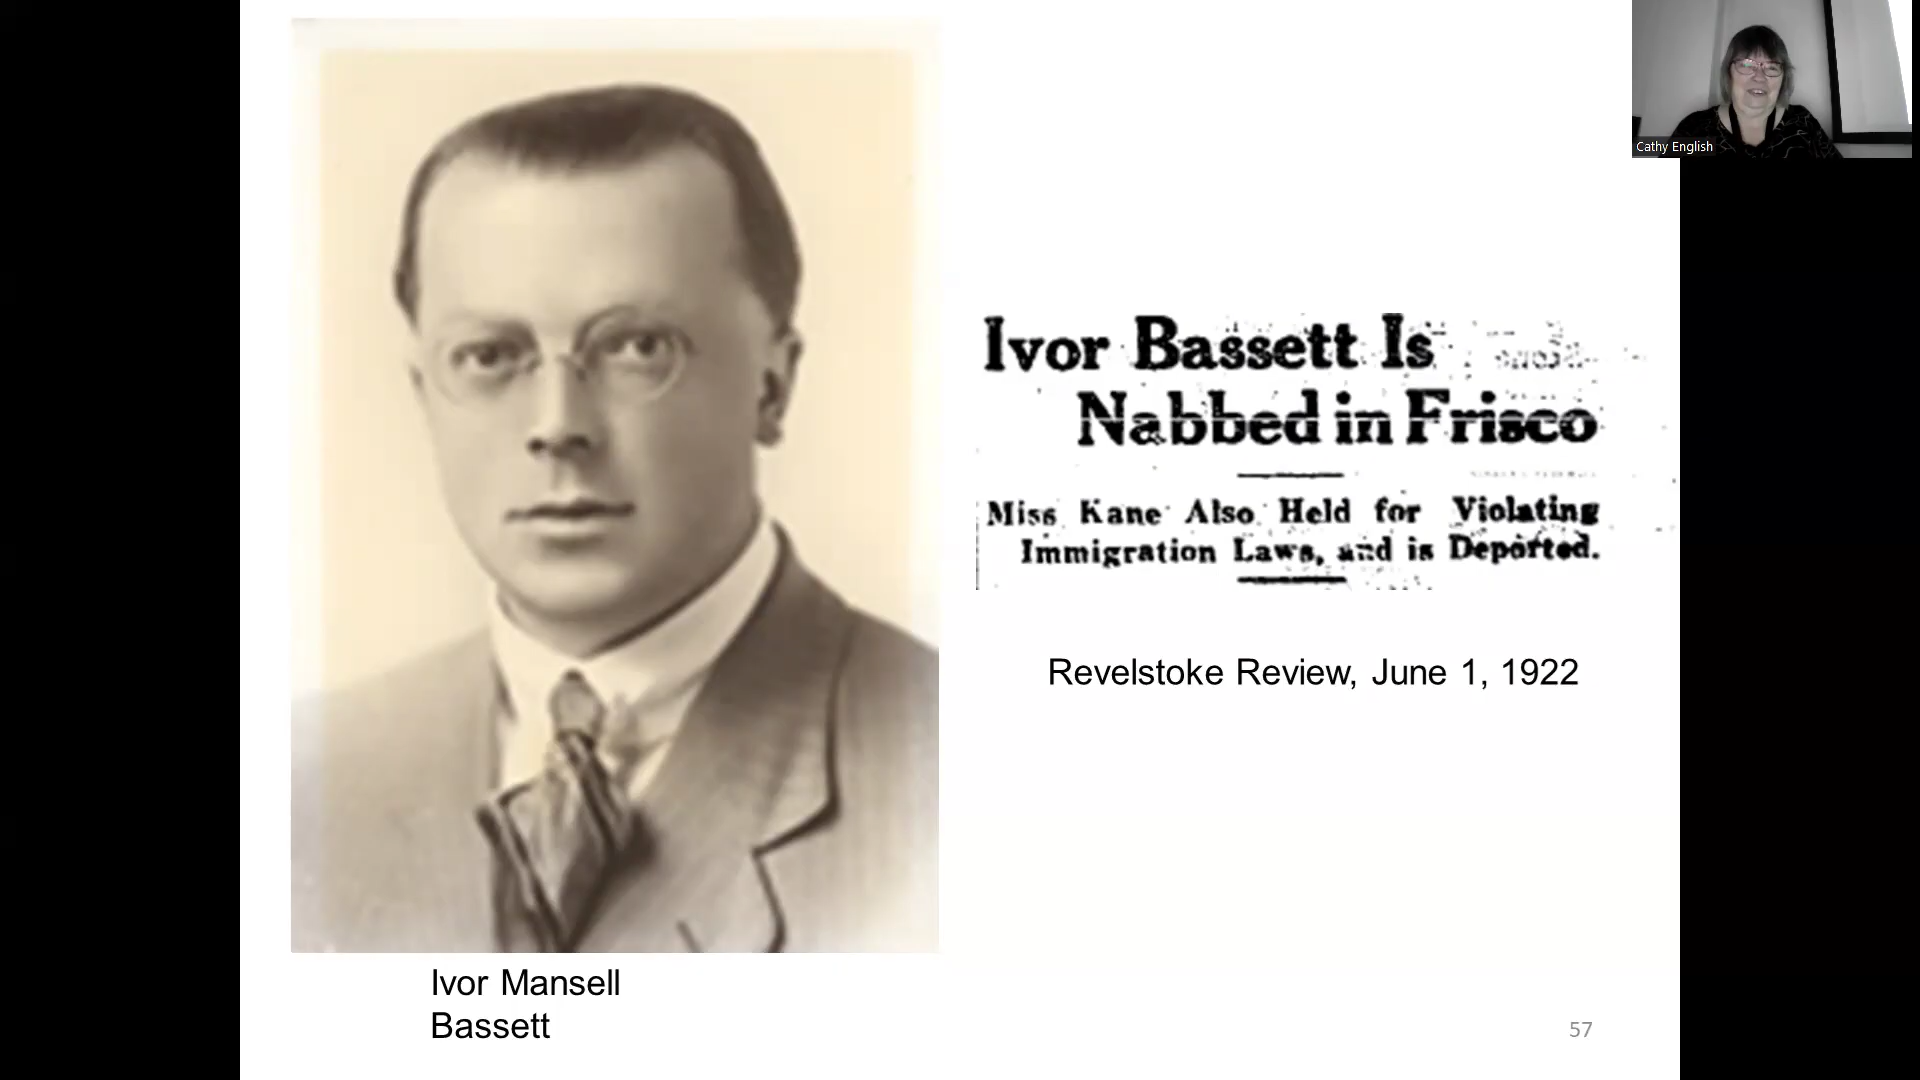 Cathy English
Ivor Bassett Is
Nabbed in Frisco
Miss Kane Also Held for Violating
Immigration Laws, and is Deported.
Revelstoke Review, June 1, 1922
Ivor Mansell
Bassett
57